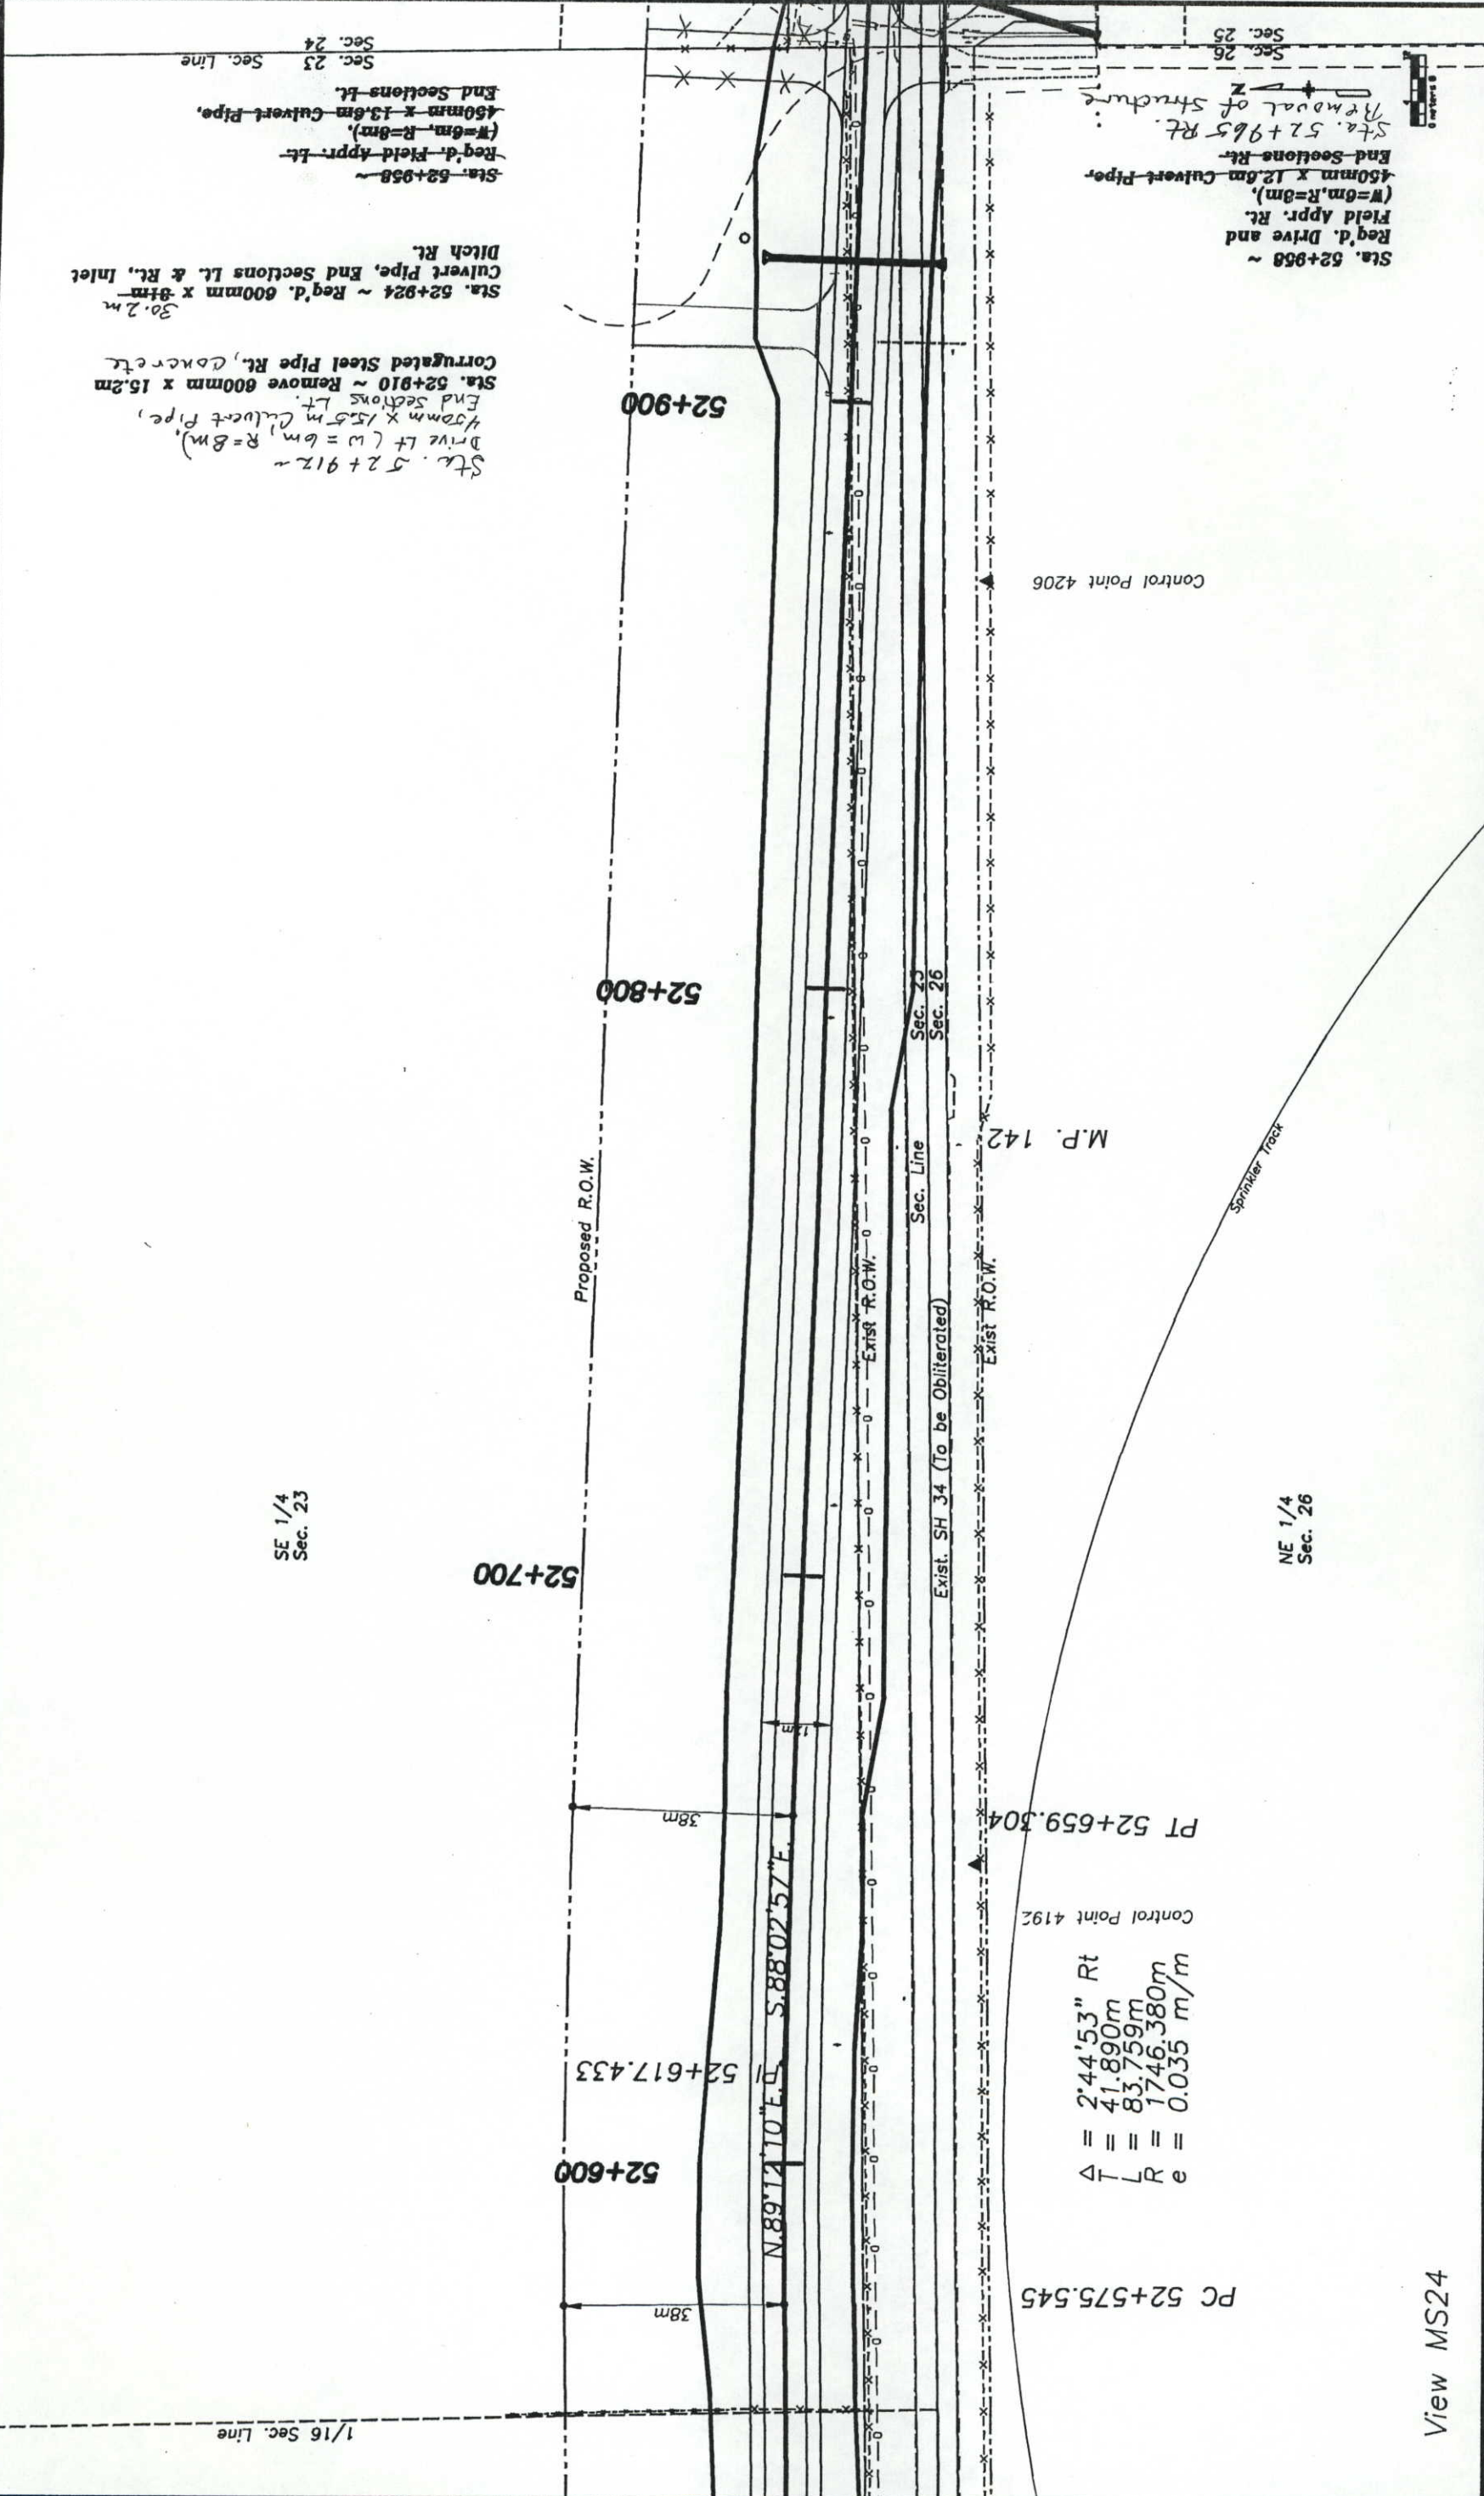 Sec. 24
Sec. 23 Sec. Line
Sta. 52+958 ~
Req'd. Field Appr. Lt.
(W=6m, R=8m),
450mm x 13.6m Culvert Pipe,
End Sections Lt.
Sta. 52+924 ~ Req'd. 600mm x 31m
30.2m
Culvert Pipe, End Sections Lt. & Rt., Inlet
Ditch Rt.
Sta. 52+912 ~
Drive Lt (W = 6m, R=8m),
450mm x 15.5m Culvert Pipe,
End Sections Lt.
Sta. 52+910 ~ Remove 600mm x 15.2m
Corrugated Steel Pipe Rt., Concrete
Sec. 25
Sec. 26
Sta. 52+958 ~
Req'd. Drive and
Field Appr. Rt.
(W=6m,R=8m),
450mm x 12.6m Culvert Pipe,
End Sections Rt.
Sta. 52+965 Rt.
Removal of Structure
Z
0 meters 8
52+900
Control Point 4206
52+800
Sec. 23
Sec. 26
Sec. Line
M.P. 142
Sprinkler Track
Proposed R.O.W.
Exist R.O.W.
Exist R.O.W.
Exist. SH 34 (To be Obliterated)
SE 1/4
Sec. 23
NE 1/4
Sec. 26
52+700
12m
38m
PT 52+659.304
Control Point 4192
S.88°02'57"E.
PI 52+617.433
N.89°12'10"E.
52+600
Δ = 2°44'53" Rt
T = 41.890m
L = 83.759m
R = 1746.380m
e = 0.035 m/m
38m
PC 52+575.545
1/16 Sec. Line
View MS24